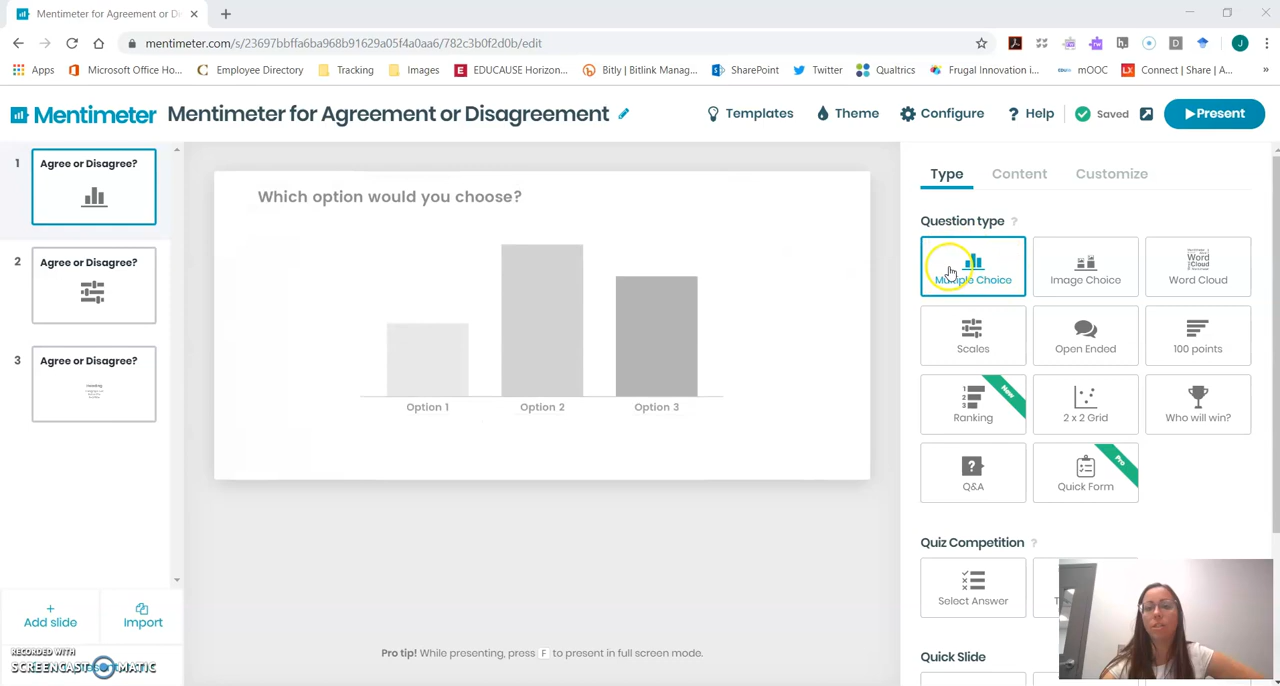 Mentimeter for Agreement or Di
mentimeter.com/s/23697bbffa6ba968b91629a05f4a0aa6/782c3b0f2d0b/edit
J
Apps Microsoft Office Ho... Employee Directory Tracking Images EDUCAUSE Horizon... Bitly | Bitlink Manag... SharePoint Twitter Qualtrics Frugal Innovation i... mOOC Connect | Share | A... »
Mentimeter Mentimeter for Agreement or Disagreement Templates Theme Configure ? Help Saved Present
1 Agree or Disagree?
2 Agree or Disagree?
3 Agree or Disagree?
Heading
+ Add slide
Import
RECORDED WITH
SCREENCAST MATIC
Which option would you choose?
Option 1 Option 2 Option 3
Pro tip! While presenting, press F to present in full screen mode.
Type Content Customize
Question type ?
Multiple Choice Image Choice Word Cloud
Scales Open Ended 100 points
Ranking New 2 x 2 Grid Who will win?
Q&A Quick Form Pro
Quiz Competition ?
Select Answer T
Quick Slide